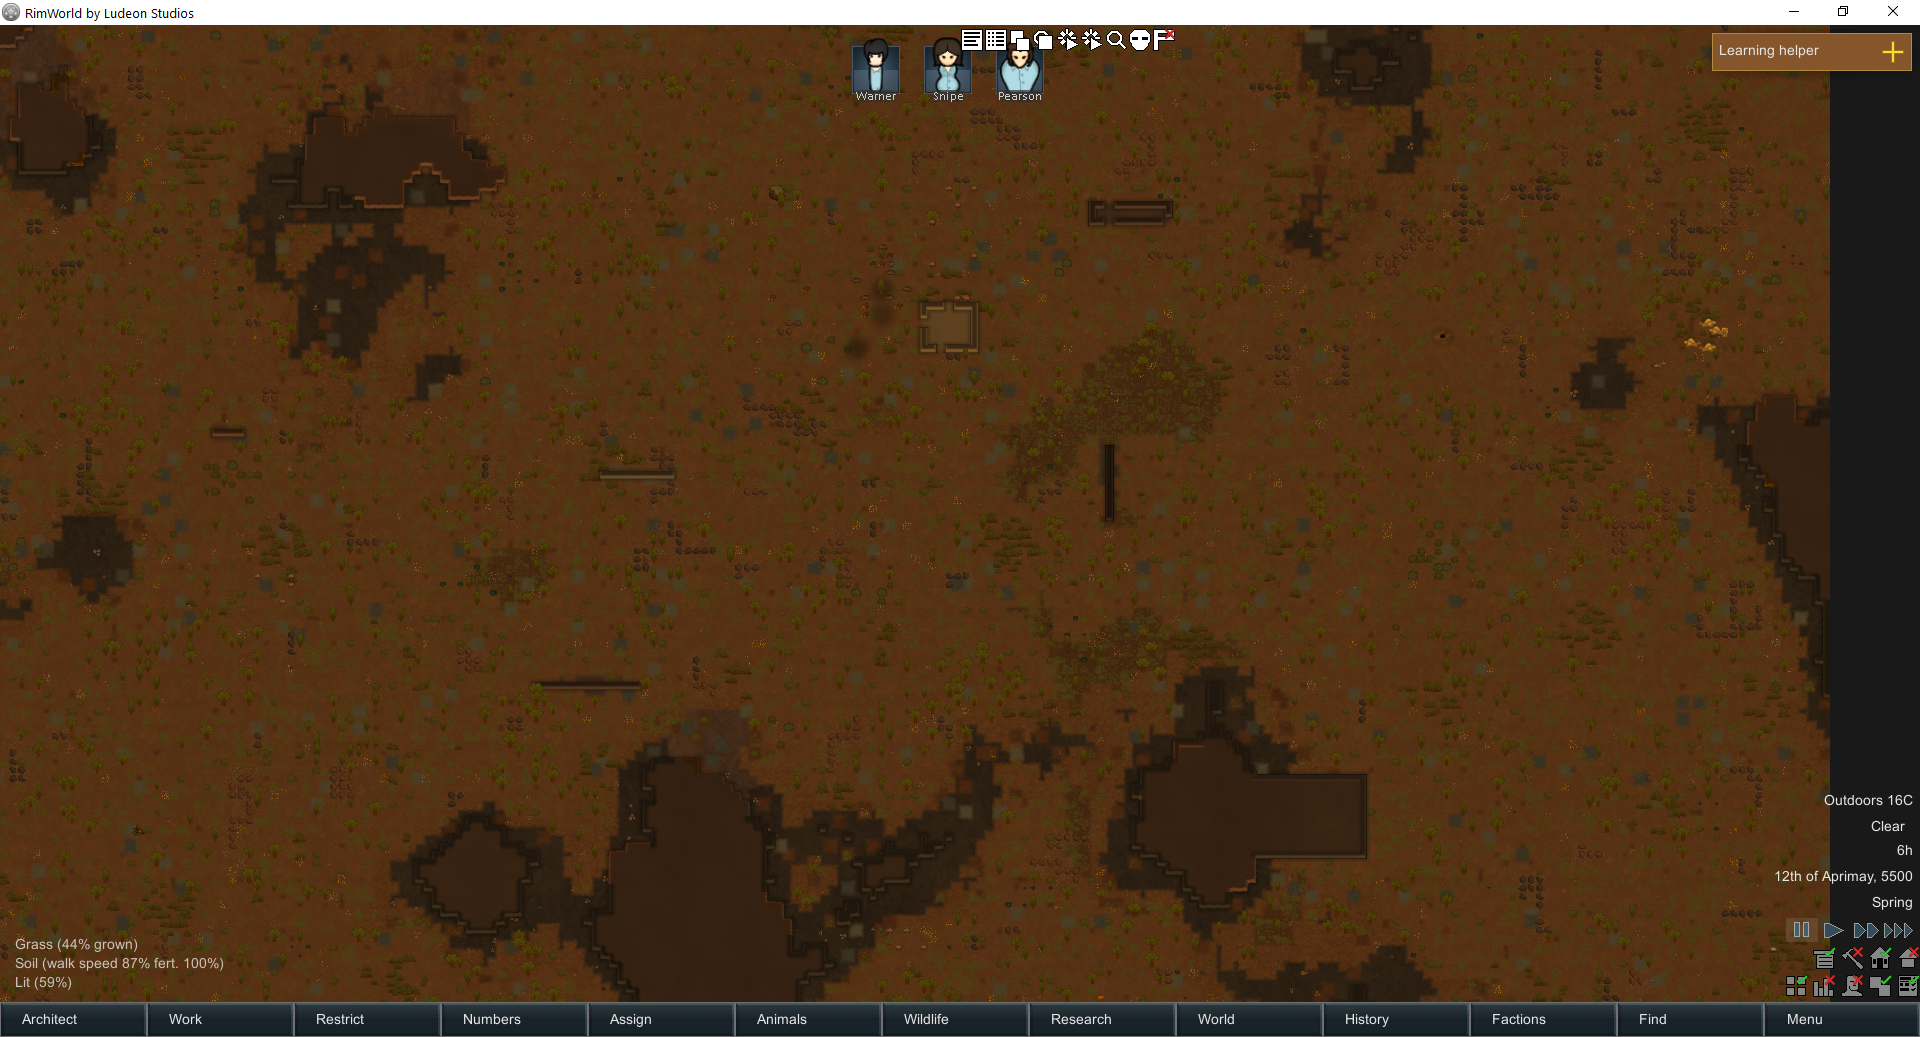 RimWorld by Ludeon Studios
Learning helper
Warner
Snipe
Pearson
Outdoors 16C
Clear
6h
12th of Aprimay, 5500
Spring
Grass (44% grown)
Soil (walk speed 87% fert. 100%)
Lit (59%)
Architect
Work
Restrict
Numbers
Assign
Animals
Wildlife
Research
World
History
Factions
Find
Menu